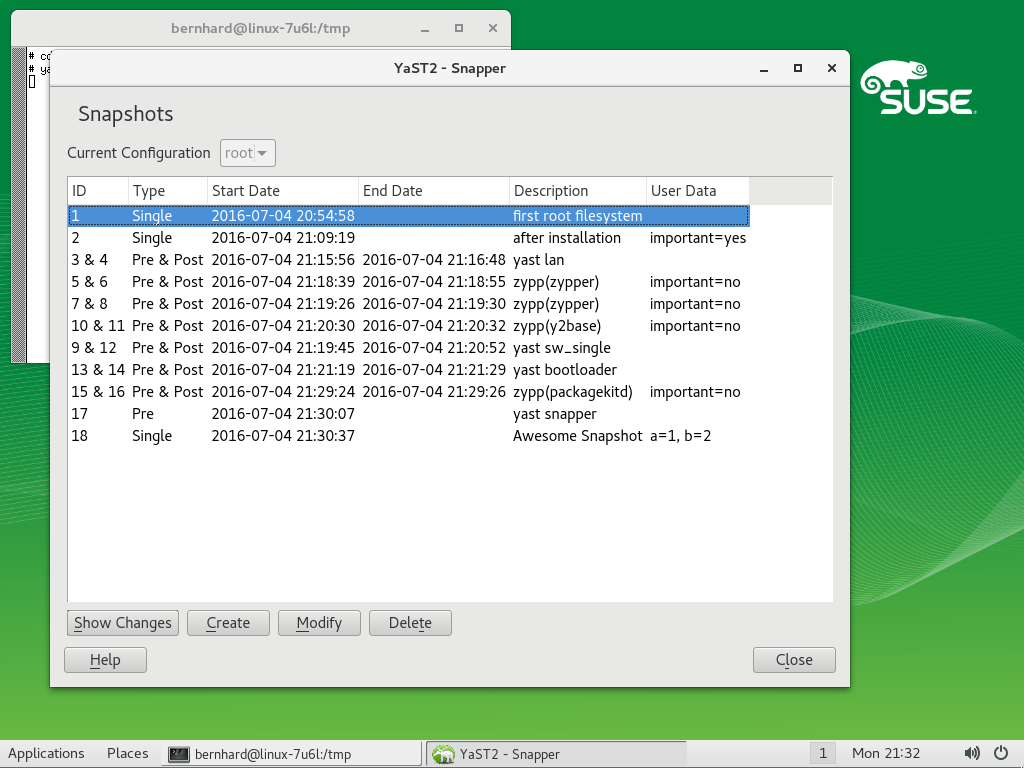 bernhard@linux-7u6l:/tmp
# cd
# ya
YaST2 - Snapper
SUSE
Snapshots
Current Configuration root
ID Type Start Date End Date Description User Data
1 Single 2016-07-04 20:54:58 first root filesystem
2 Single 2016-07-04 21:09:19 after installation important=yes
3 & 4 Pre & Post 2016-07-04 21:15:56 2016-07-04 21:16:48 yast lan
5 & 6 Pre & Post 2016-07-04 21:18:39 2016-07-04 21:18:55 zypp(zypper) important=no
7 & 8 Pre & Post 2016-07-04 21:19:26 2016-07-04 21:19:30 zypp(zypper) important=no
10 & 11 Pre & Post 2016-07-04 21:20:30 2016-07-04 21:20:32 zypp(y2base) important=no
9 & 12 Pre & Post 2016-07-04 21:19:45 2016-07-04 21:20:52 yast sw_single
13 & 14 Pre & Post 2016-07-04 21:21:19 2016-07-04 21:21:29 yast bootloader
15 & 16 Pre & Post 2016-07-04 21:29:24 2016-07-04 21:29:26 zypp(packagekitd) important=no
17 Pre 2016-07-04 21:30:07 yast snapper
18 Single 2016-07-04 21:30:37 Awesome Snapshot a=1, b=2
Show Changes Create Modify Delete
Help Close
Applications Places bernhard@linux-7u6l:/tmp YaST2 - Snapper 1 Mon 21:32